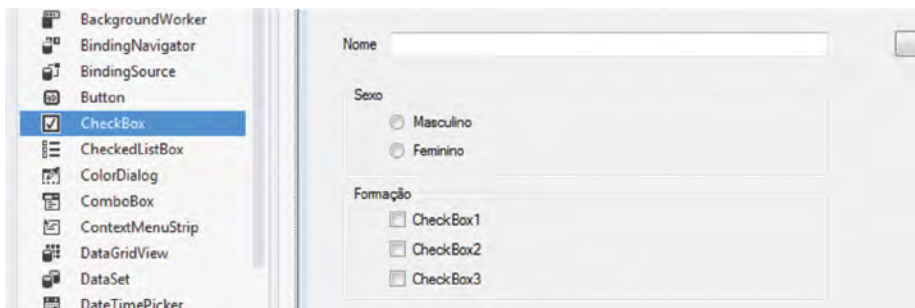 BackgroundWorker
BindingNavigator
BindingSource
Button
CheckBox
CheckedListBox
ColorDialog
ComboBox
ContextMenuStrip
DataGridView
DataSet
DateTimePicker
Nome
Sexo
Masculino
Feminino
Formação
CheckBox1
CheckBox2
CheckBox3